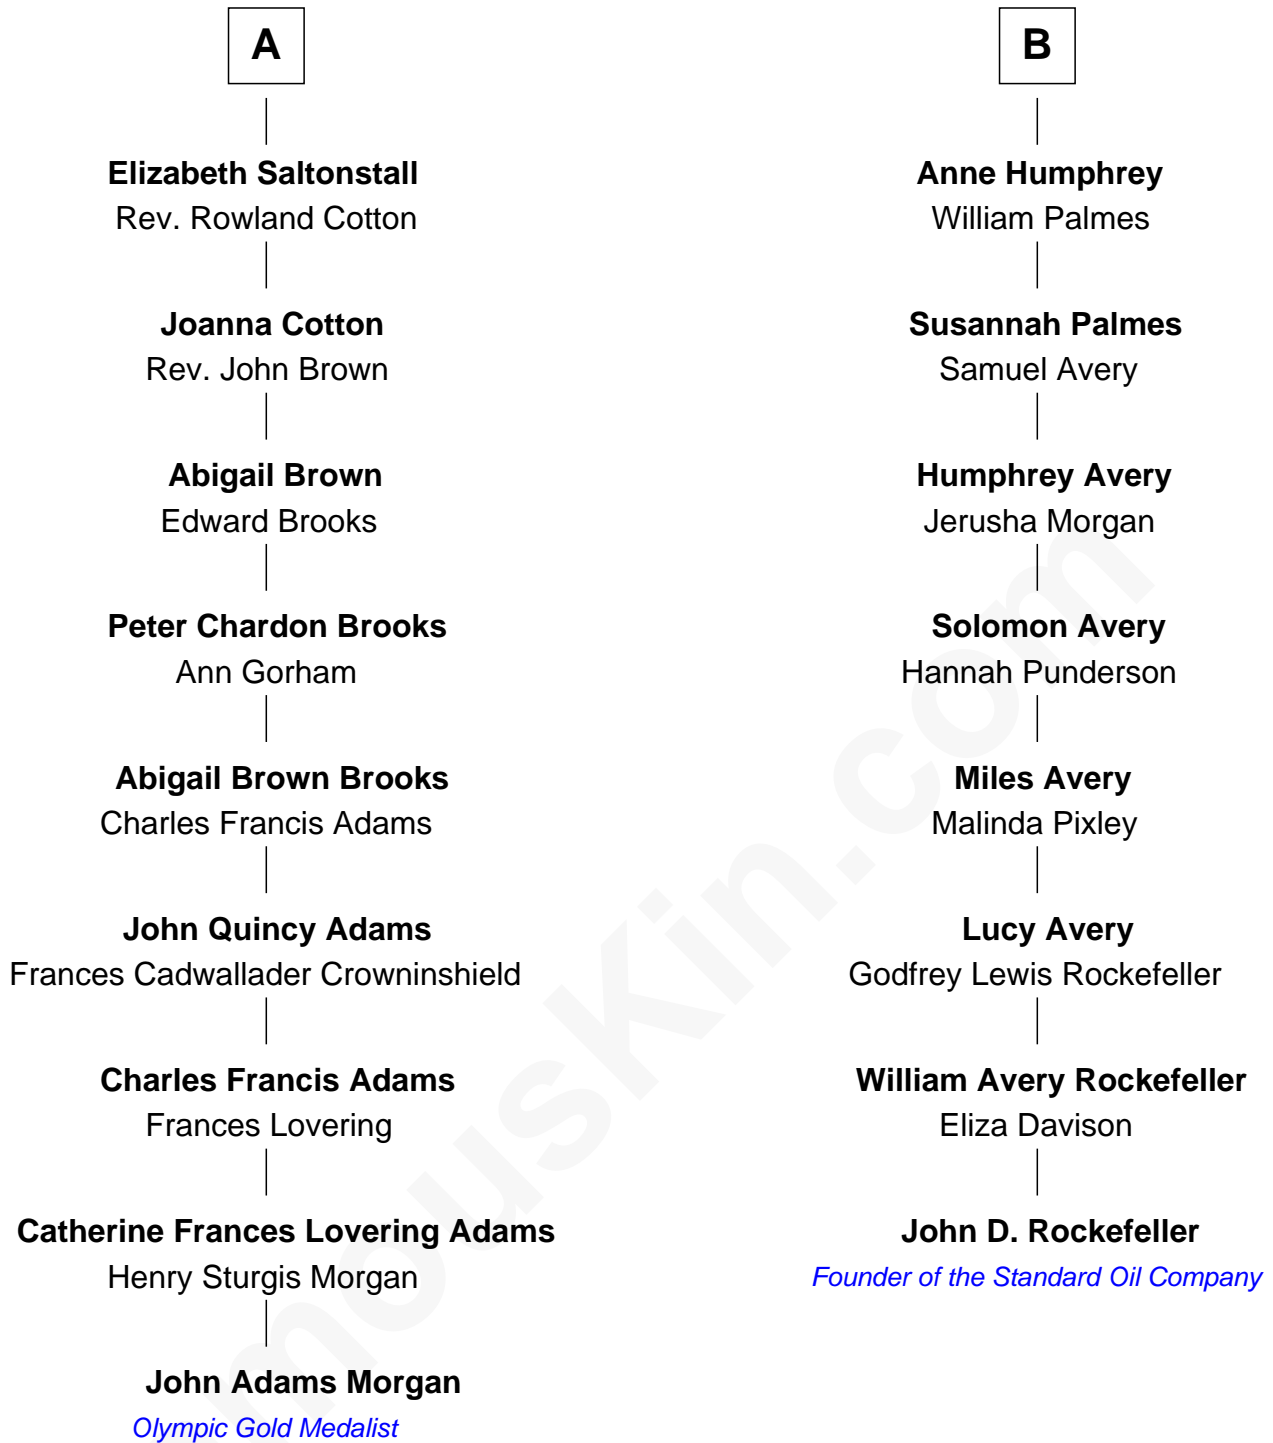 A
Elizabeth Saltonstall
Rev. Rowland Cotton
Joanna Cotton
Rev. John Brown
Abigail Brown
Edward Brooks
Peter Chardon Brooks
Ann Gorham
Abigail Brown Brooks
Charles Francis Adams
John Quincy Adams
Frances Cadwallader Crowninshield
Charles Francis Adams
Frances Lovering
Catherine Frances Lovering Adams
Henry Sturgis Morgan
John Adams Morgan
Olympic Gold Medalist
B
Anne Humphrey
William Palmes
Susannah Palmes
Samuel Avery
Humphrey Avery
Jerusha Morgan
Solomon Avery
Hannah Punderson
Miles Avery
Malinda Pixley
Lucy Avery
Godfrey Lewis Rockefeller
William Avery Rockefeller
Eliza Davison
John D. Rockefeller
Founder of the Standard Oil Company
mousKin.com